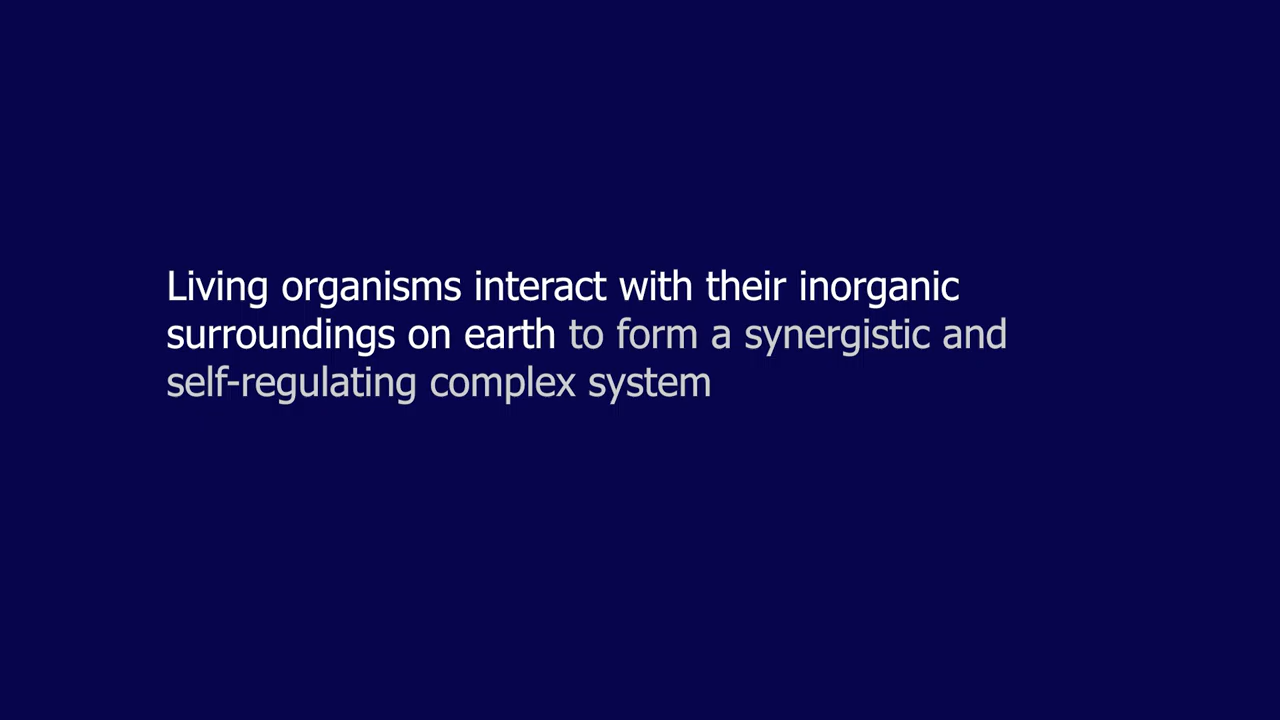 Living organisms interact with their inorganic
surroundings on earth to form a synergistic and
self-regulating complex system